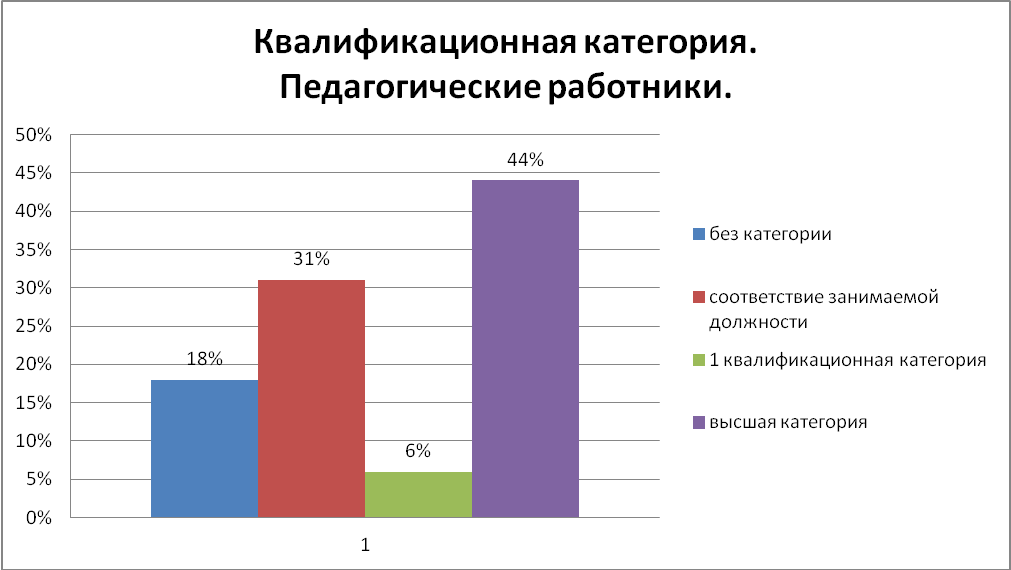 Квалификационная категория.
Педагогические работники.
50%
45%
40%
35%
30%
25%
20%
15%
10%
5%
0%
18%
31%
6%
44%
1
без категории
соответствие занимаемой
должности
1 квалификационная категория
высшая категория